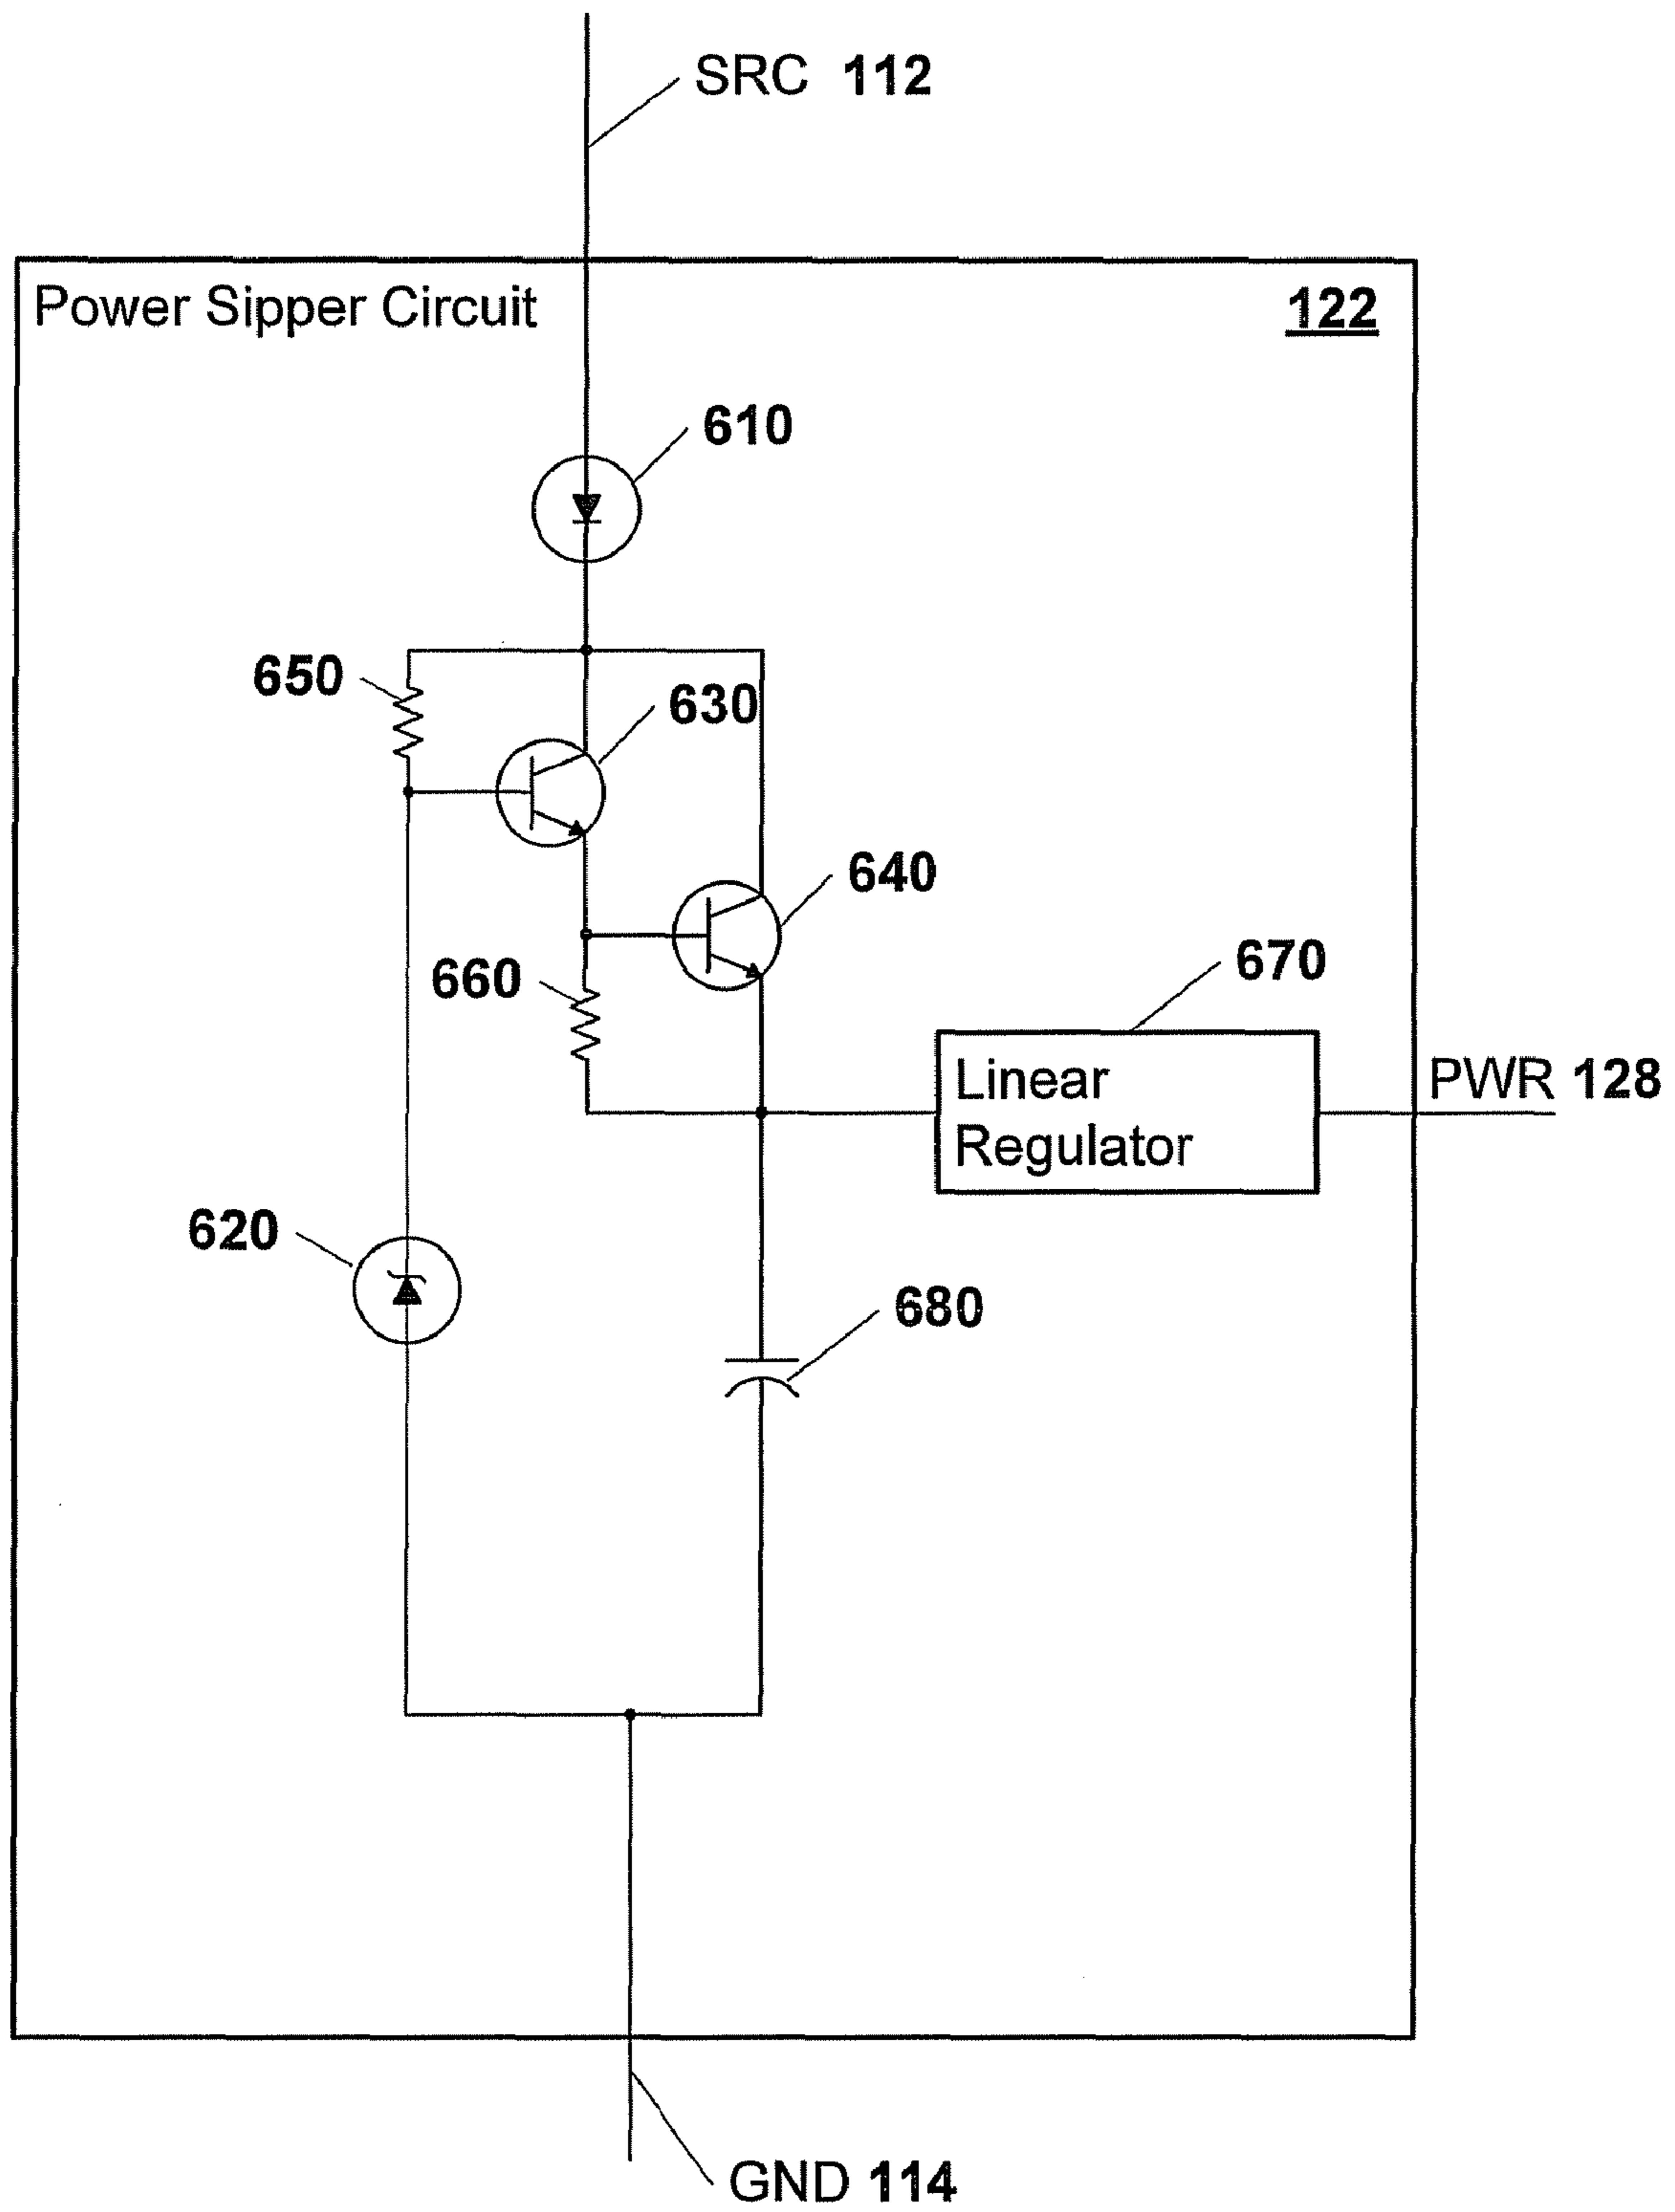 SRC 112
Power Sipper Circuit
122
610
650
630
640
660
670
Linear
Regulator
PWR 128
620
680
GND 114